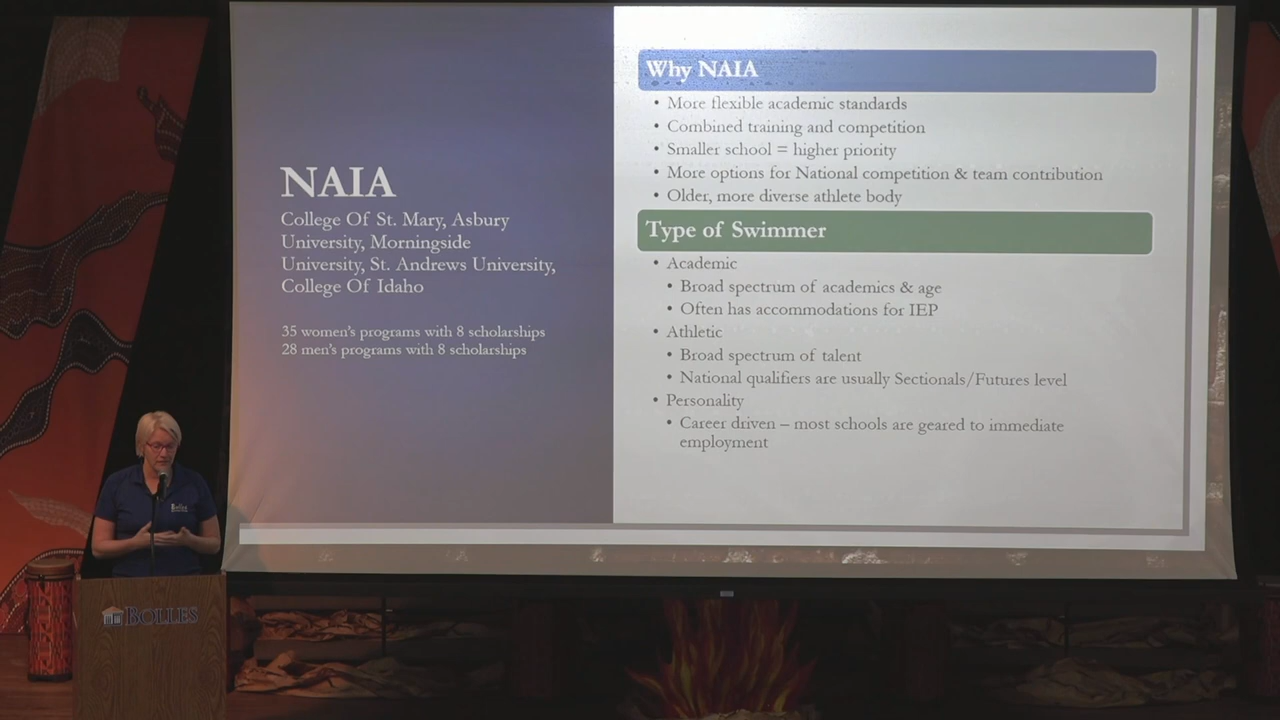 NAIA
College Of St. Mary, Asbury
University, Morningside
University, St. Andrews University,
College Of Idaho
35 women's programs with 8 scholarships
28 men's programs with 8 scholarships
Why NAIA
• More flexible academic standards
• Combined training and competition
• Smaller school = higher priority
• More options for National competition & team contribution
• Older, more diverse athlete body
Type of Swimmer
• Academic
• Broad spectrum of academics & age
• Often has accommodations for IEP
• Athletic
• Broad spectrum of talent
• National qualifiers are usually Sectionals/Futures level
• Personality
• Career driven – most schools are geared to immediate
employment
BOLLES